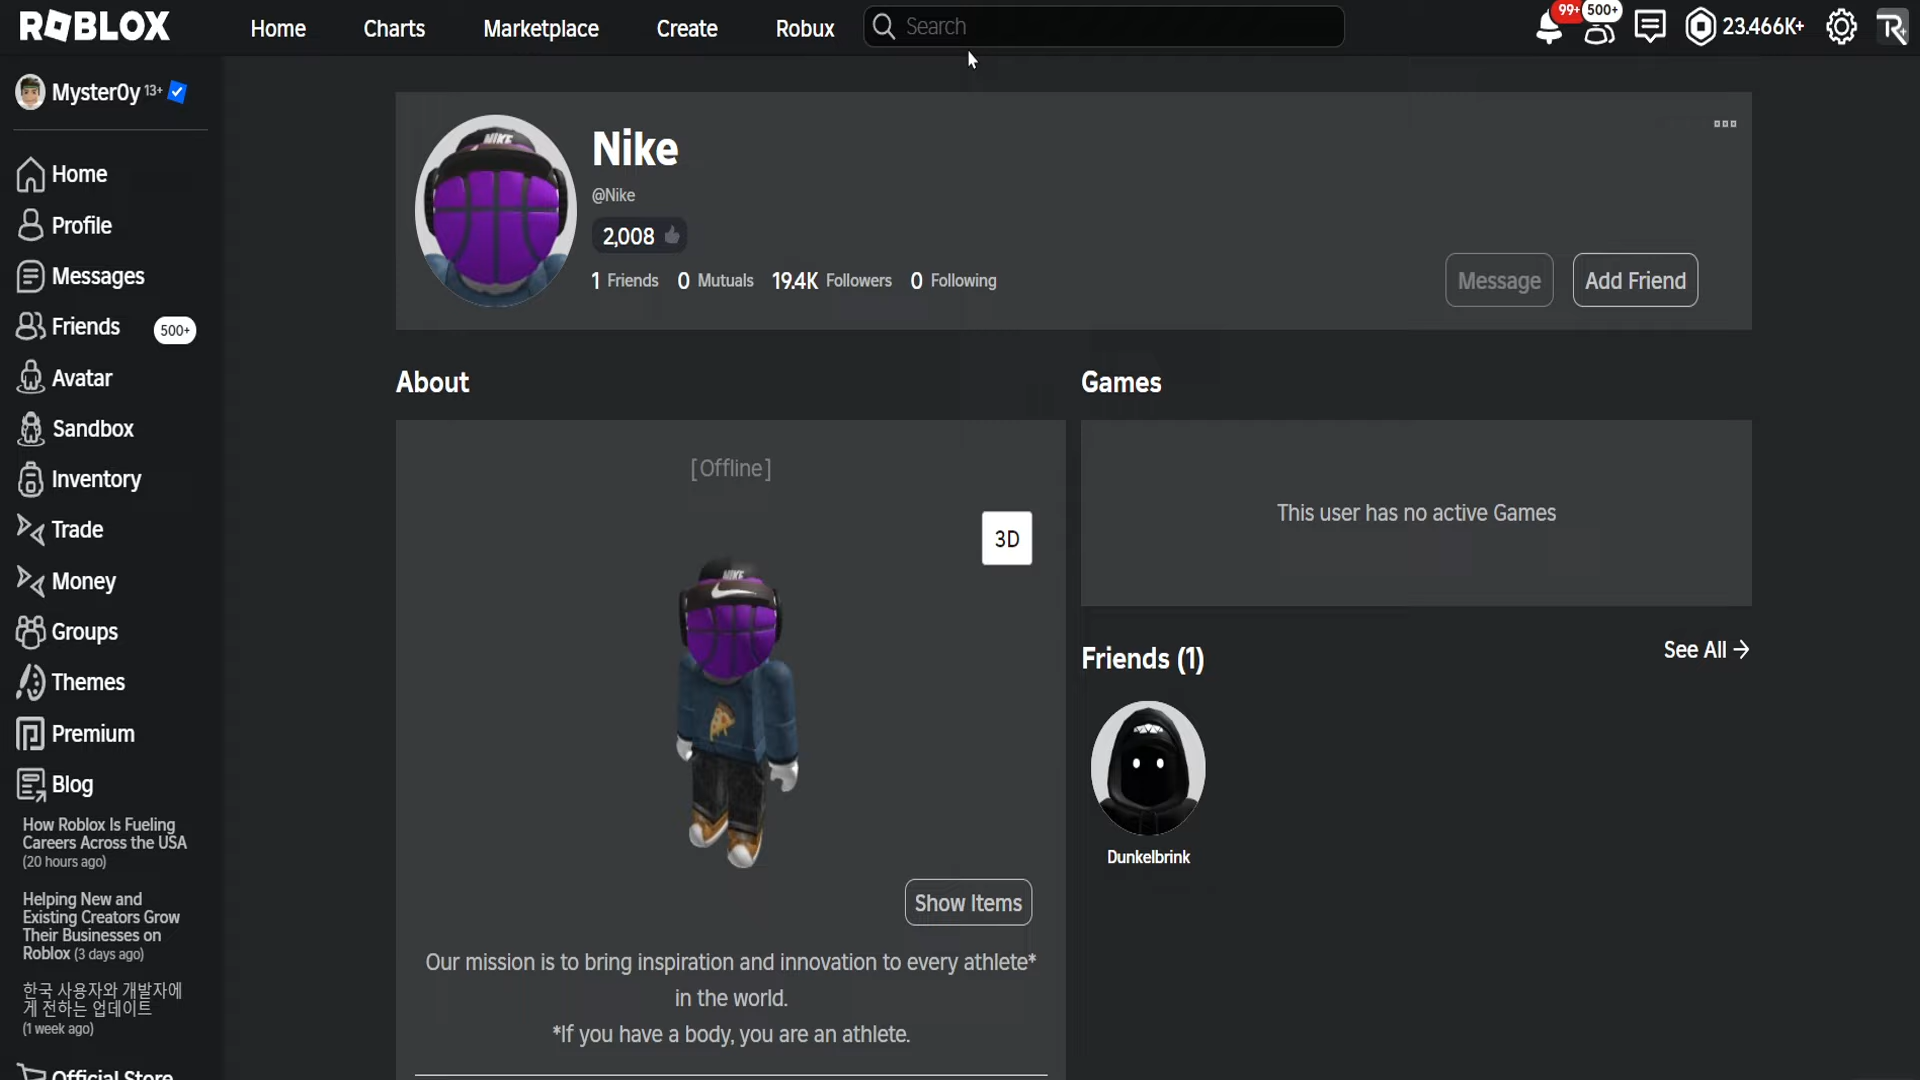 ROBLOX
Home
Charts
Marketplace
Create
Robux
Search
99+
500+
23.466K+
Myster0y 13+
Home
Profile
Messages
Friends
500+
Avatar
Sandbox
Inventory
Trade
Money
Groups
Themes
Premium
Blog
How Roblox Is Fueling
Careers Across the USA
(20 hours ago)
Helping New and
Existing Creators Grow
Their Businesses on
Roblox (3 days ago)
한국 사용자와 개발자에
게 전하는 업데이트
(1 week ago)
Official Store
NIKE
Nike
@Nike
2,008
1 Friends
0 Mutuals
19.4K Followers
0 Following
Message
Add Friend
About
[Offline]
3D
NIKE
Show Items
Our mission is to bring inspiration and innovation to every athlete*
in the world.
*If you have a body, you are an athlete.
Games
This user has no active Games
Friends (1)
See All
Dunkelbrink